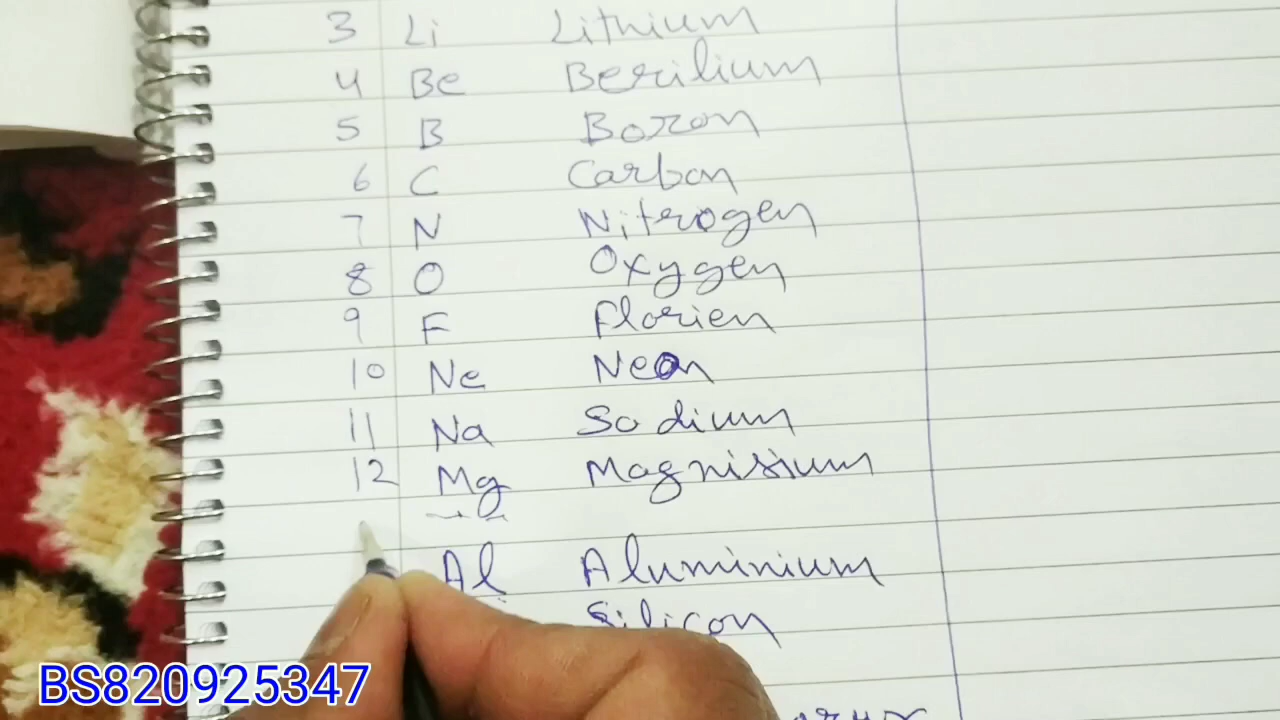 3 Li Lithium
4 Be Berilium
5 B Boron
6 C Carbon
7 N Nitrogen
8 O Oxygen
9 F Florien
10 Ne Neon
11 Na Sodium
12 Mg Magnisium
Al Aluminium
Silicon
BS820925347